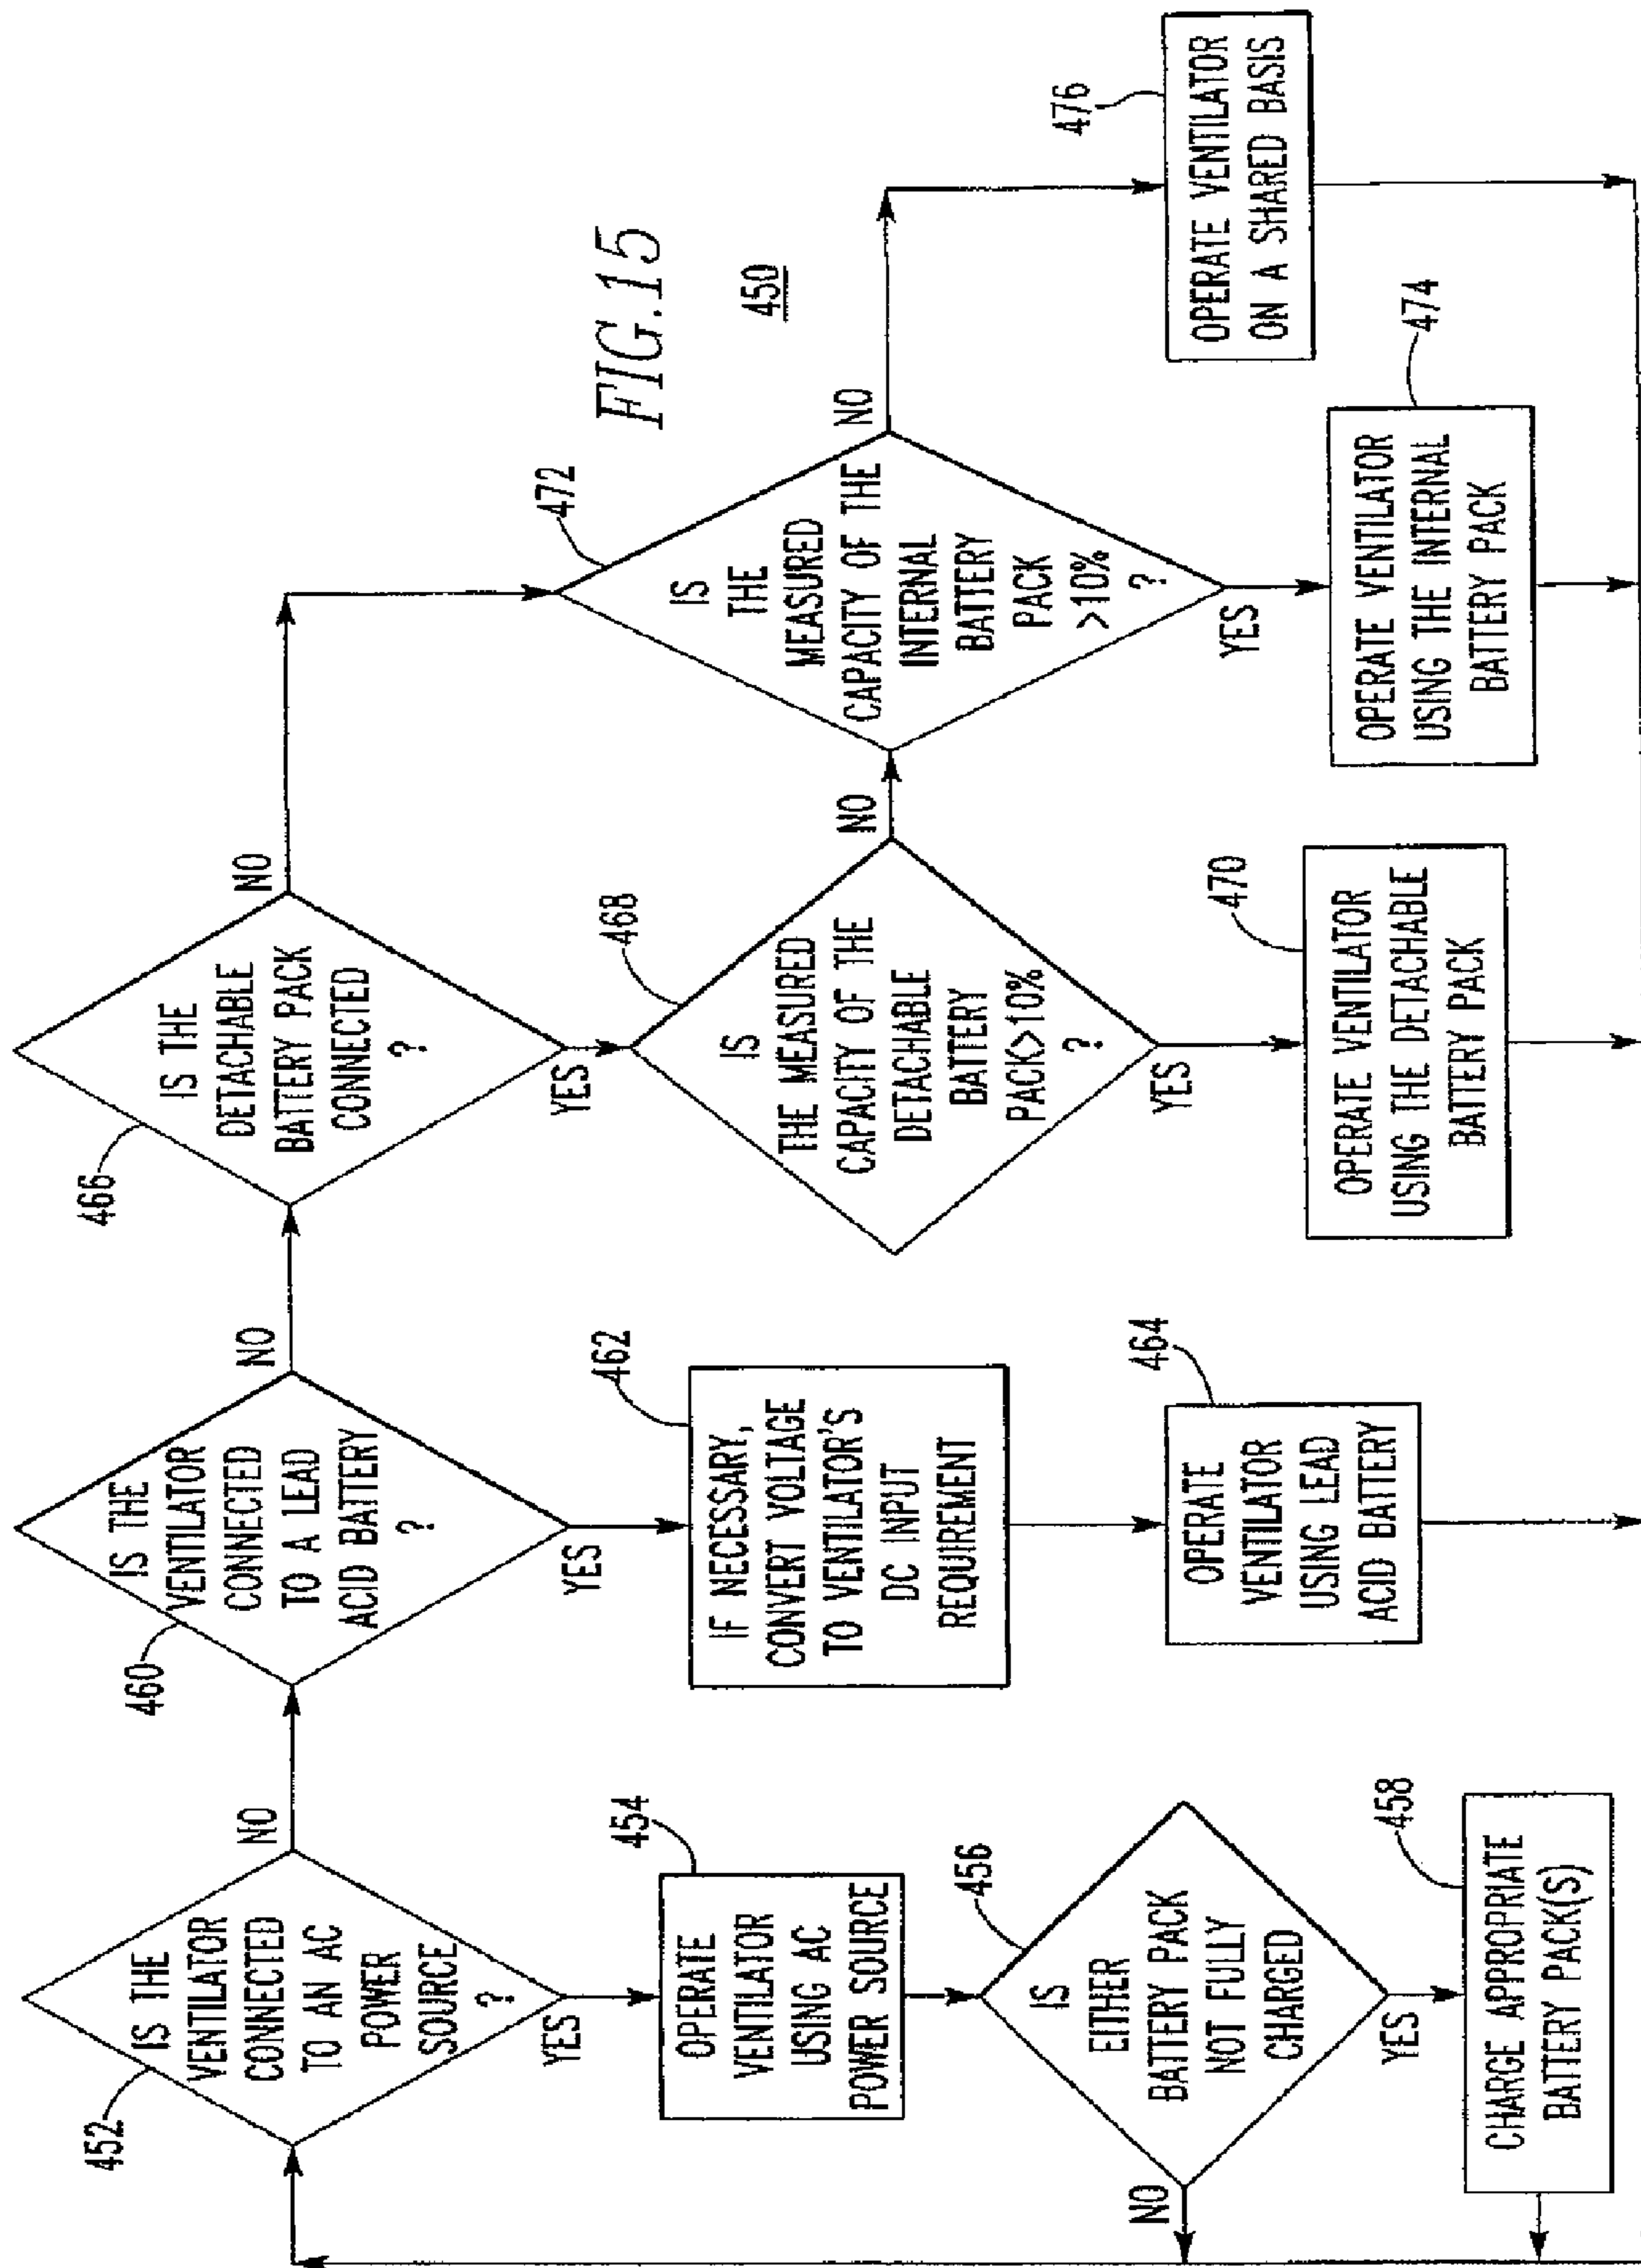 FIG. 15
450
452
IS THE
VENTILATOR
CONNECTED
TO AN AC
POWER
SOURCE
?
NO
YES
454
OPERATE
VENTILATOR
USING AC
POWER SOURCE
456
IS
EITHER
BATTERY PACK
NOT FULLY
CHARGED
NO
YES
458
CHARGE APPROPRIATE
BATTERY PACK(S)
460
IS THE
VENTILATOR
CONNECTED
TO A LEAD
ACID BATTERY
?
NO
YES
462
IF NECESSARY,
CONVERT VOLTAGE
TO VENTILATOR'S
DC INPUT
REQUIREMENT
464
OPERATE
VENTILATOR
USING LEAD
ACID BATTERY
466
IS THE
DETACHABLE
BATTERY PACK
CONNECTED
?
NO
YES
468
IS
THE MEASURED
CAPACITY OF THE
DETACHABLE
BATTERY
PACK>10%
?
NO
YES
470
OPERATE VENTILATOR
USING THE DETACHABLE
BATTERY PACK
472
IS
THE
MEASURED
CAPACITY OF THE
INTERNAL
BATTERY
PACK
>10%
?
NO
YES
474
OPERATE VENTILATOR
USING THE INTERNAL
BATTERY PACK
476
OPERATE VENTILATOR
ON A SHARED BASIS